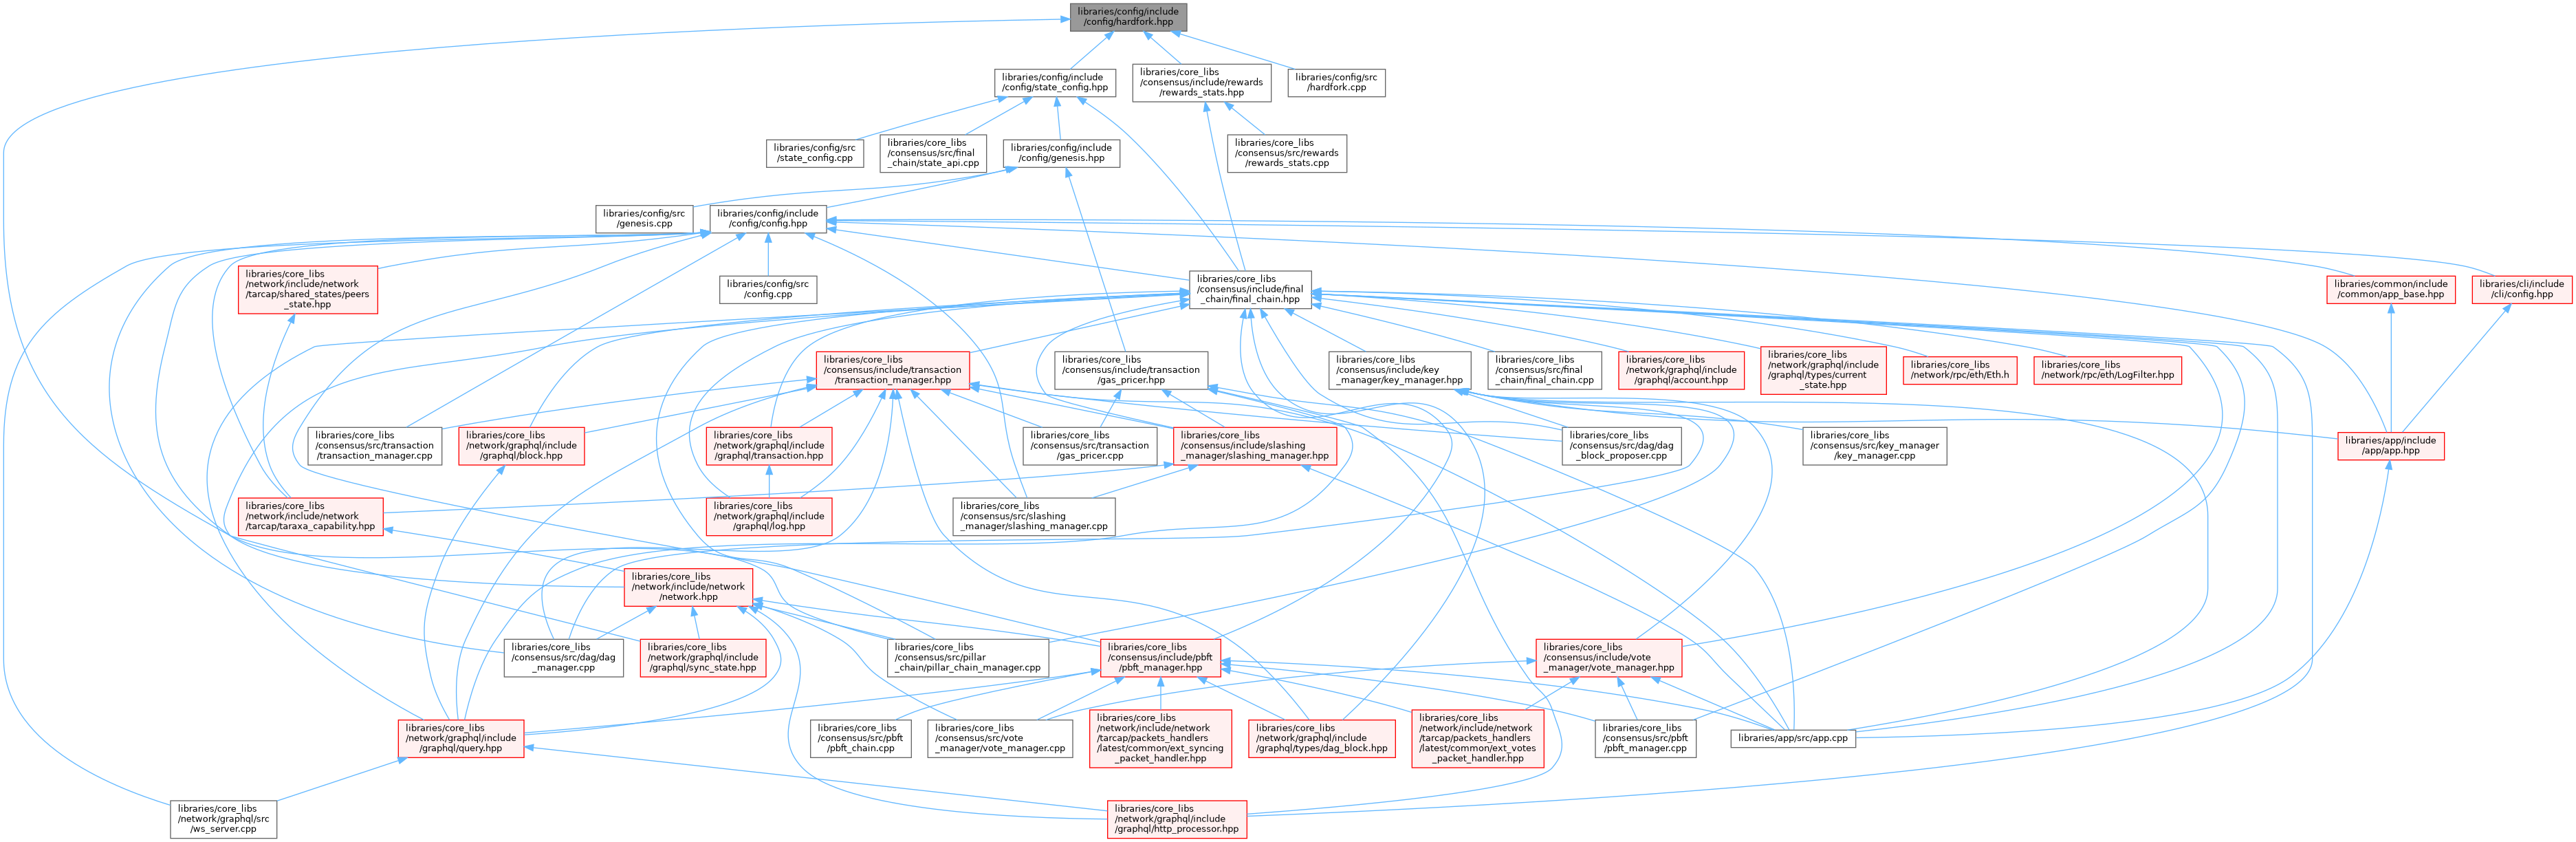 libraries/config/include
/config/hardfork.hpp
libraries/config/include
/config/state_config.hpp
libraries/core_libs
/consensus/include/rewards
/rewards_stats.hpp
libraries/config/src
/hardfork.cpp
libraries/config/src
/state_config.cpp
libraries/core_libs
/consensus/src/final
_chain/state_api.cpp
libraries/config/include
/config/genesis.hpp
libraries/core_libs
/consensus/src/rewards
/rewards_stats.cpp
libraries/config/src
/genesis.cpp
libraries/config/include
/config/config.hpp
libraries/core_libs
/network/include/network
/tarcap/shared_states/peers
_state.hpp
libraries/config/src
/config.cpp
libraries/core_libs
/consensus/include/final
_chain/final_chain.hpp
libraries/common/include
/common/app_base.hpp
libraries/cli/include
/cli/config.hpp
libraries/core_libs
/consensus/include/transaction
/transaction_manager.hpp
libraries/core_libs
/consensus/include/transaction
/gas_pricer.hpp
libraries/core_libs
/consensus/include/key
_manager/key_manager.hpp
libraries/core_libs
/consensus/src/final
_chain/final_chain.cpp
libraries/core_libs
/network/graphql/include
/graphql/account.hpp
libraries/core_libs
/network/graphql/include
/graphql/types/current
_state.hpp
libraries/core_libs
/network/rpc/eth/Eth.h
libraries/core_libs
/network/rpc/eth/LogFilter.hpp
libraries/core_libs
/consensus/src/transaction
/transaction_manager.cpp
libraries/core_libs
/network/graphql/include
/graphql/block.hpp
libraries/core_libs
/network/graphql/include
/graphql/transaction.hpp
libraries/core_libs
/consensus/src/transaction
/gas_pricer.cpp
libraries/core_libs
/consensus/include/slashing
_manager/slashing_manager.hpp
libraries/core_libs
/consensus/src/dag/dag
_block_proposer.cpp
libraries/core_libs
/consensus/src/key_manager
/key_manager.cpp
libraries/app/include
/app/app.hpp
libraries/core_libs
/network/include/network
/tarcap/taraxa_capability.hpp
libraries/core_libs
/network/graphql/include
/graphql/log.hpp
libraries/core_libs
/consensus/src/slashing
_manager/slashing_manager.cpp
libraries/core_libs
/network/include/network
/network.hpp
libraries/core_libs
/consensus/src/dag/dag
_manager.cpp
libraries/core_libs
/network/graphql/include
/graphql/sync_state.hpp
libraries/core_libs
/consensus/src/pillar
_chain/pillar_chain_manager.cpp
libraries/core_libs
/consensus/include/pbft
/pbft_manager.hpp
libraries/core_libs
/consensus/include/vote
_manager/vote_manager.hpp
libraries/core_libs
/network/graphql/include
/graphql/query.hpp
libraries/core_libs
/consensus/src/pbft
/pbft_chain.cpp
libraries/core_libs
/consensus/src/vote
_manager/vote_manager.cpp
libraries/core_libs
/network/include/network
/tarcap/packets_handlers
/latest/common/ext_syncing
_packet_handler.hpp
libraries/core_libs
/network/graphql/include
/graphql/types/dag_block.hpp
libraries/core_libs
/network/include/network
/tarcap/packets_handlers
/latest/common/ext_votes
_packet_handler.hpp
libraries/core_libs
/consensus/src/pbft
/pbft_manager.cpp
libraries/app/src/app.cpp
libraries/core_libs
/network/graphql/src
/ws_server.cpp
libraries/core_libs
/network/graphql/include
/graphql/http_processor.hpp